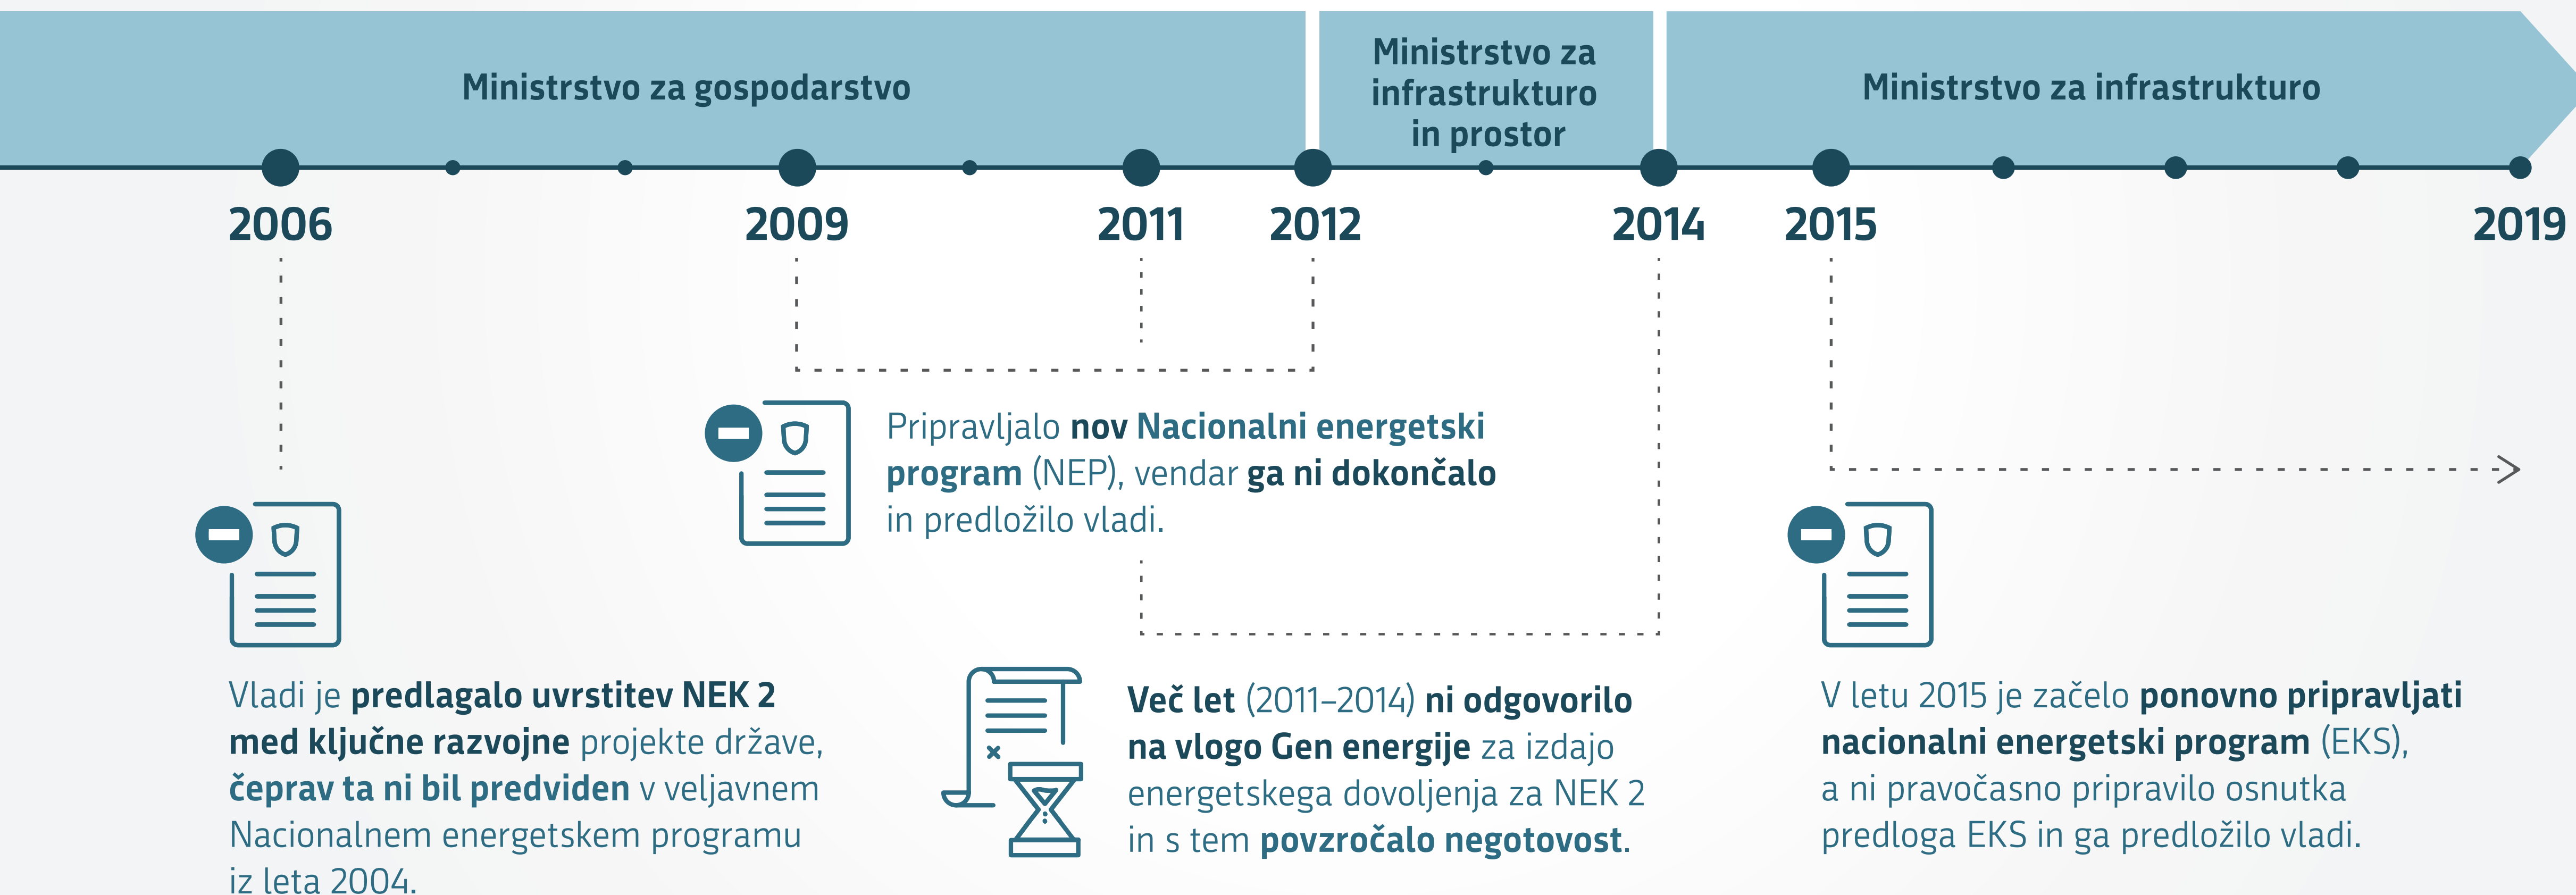 Ministrstvo za gospodarstvo
Ministrstvo za
infrastrukturo
in prostor
Ministrstvo za infrastrukturo
2006
2009
2011
2012
2014
2015
2019
Pripravljalo nov Nacionalni energetski
program (NEP), vendar ga ni dokončalo
in predložilo vladi.
Vladi je predlagalo uvrstitev NEK 2
med ključne razvojne projekte države,
čeprav ta ni bil predviden v veljavnem
Nacionalnem energetskem programu
iz leta 2004.
Več let (2011–2014) ni odgovorilo
na vlogo Gen energije za izdajo
energetskega dovoljenja za NEK 2
in s tem povzročalo negotovost.
V letu 2015 je začelo ponovno pripravljati
nacionalni energetski program (EKS),
a ni pravočasno pripravilo osnutka
predloga EKS in ga predložilo vladi.